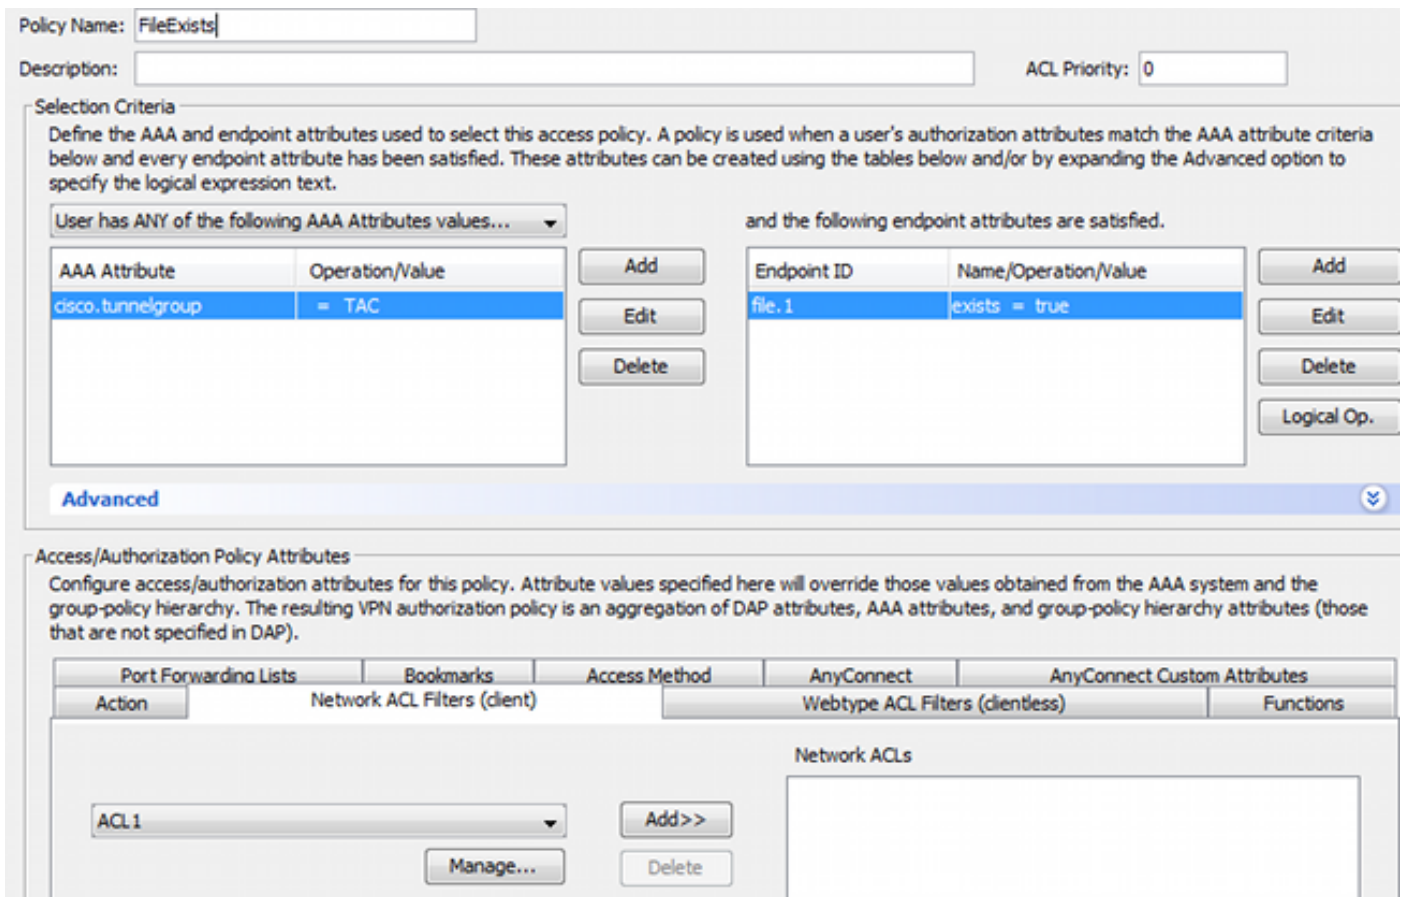 Policy Name: FileExists
Description:
ACL Priority: 0
Selection Criteria
Define the AAA and endpoint attributes used to select this access policy. A policy is used when a user's authorization attributes match the AAA attribute criteria
below and every endpoint attribute has been satisfied. These attributes can be created using the tables below and/or by expanding the Advanced option to
specify the logical expression text.
User has ANY of the following AAA Attributes values...
and the following endpoint attributes are satisfied.
AAA Attribute Operation/Value
Add
Endpoint ID Name/Operation/Value
Add
cisco.tunnelgroup = TAC
Edit
file.1 exists = true
Edit
Delete
Delete
Logical Op.
Advanced
Access/Authorization Policy Attributes
Configure access/authorization attributes for this policy. Attribute values specified here will override those values obtained from the AAA system and the
group-policy hierarchy. The resulting VPN authorization policy is an aggregation of DAP attributes, AAA attributes, and group-policy hierarchy attributes (those
that are not specified in DAP).
Port Forwarding Lists Bookmarks Access Method AnyConnect AnyConnect Custom Attributes
Action Network ACL Filters (client) Webtype ACL Filters (clientless) Functions
Network ACLs
ACL1
Add>>
Manage...
Delete